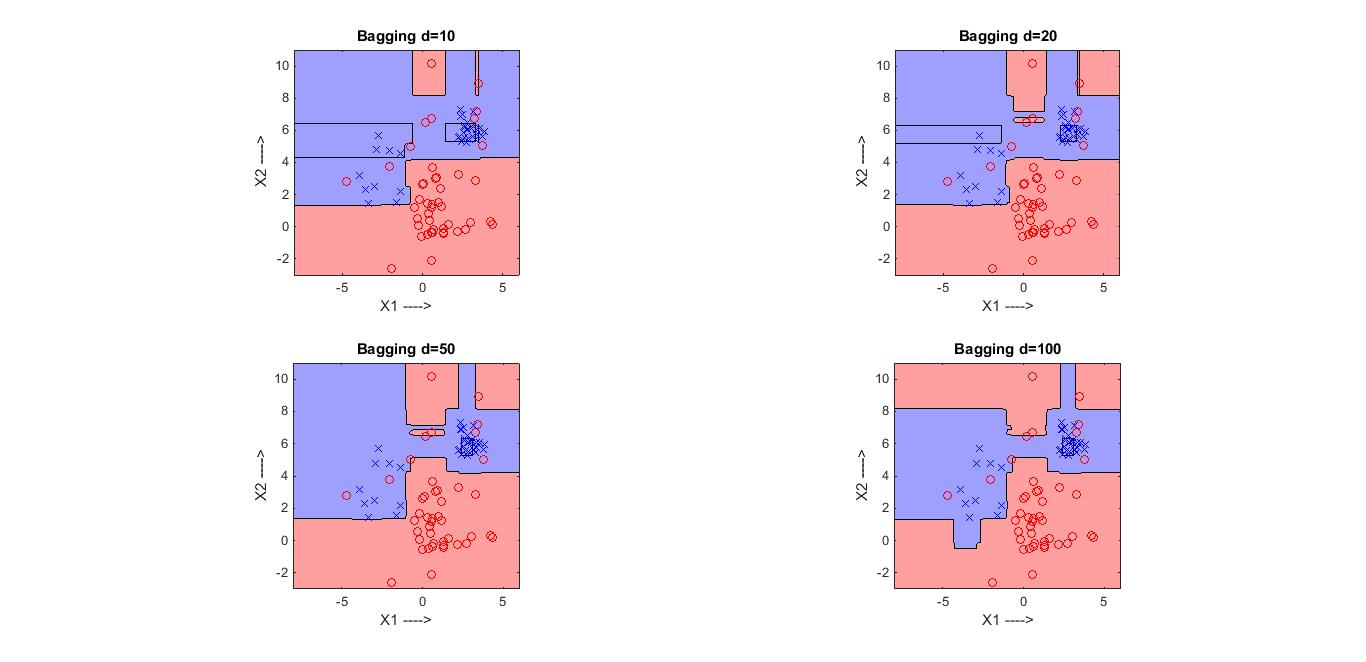 Bagging d=10
10
8
6
4
2
0
-2
X2 ---->
-5 0 5
X1 ---->
Bagging d=20
10
8
6
4
2
0
-2
X2 ---->
-5 0 5
X1 ---->
Bagging d=50
10
8
6
4
2
0
-2
X2 ---->
-5 0 5
X1 ---->
Bagging d=100
10
8
6
4
2
0
-2
X2 ---->
-5 0 5
X1 ---->